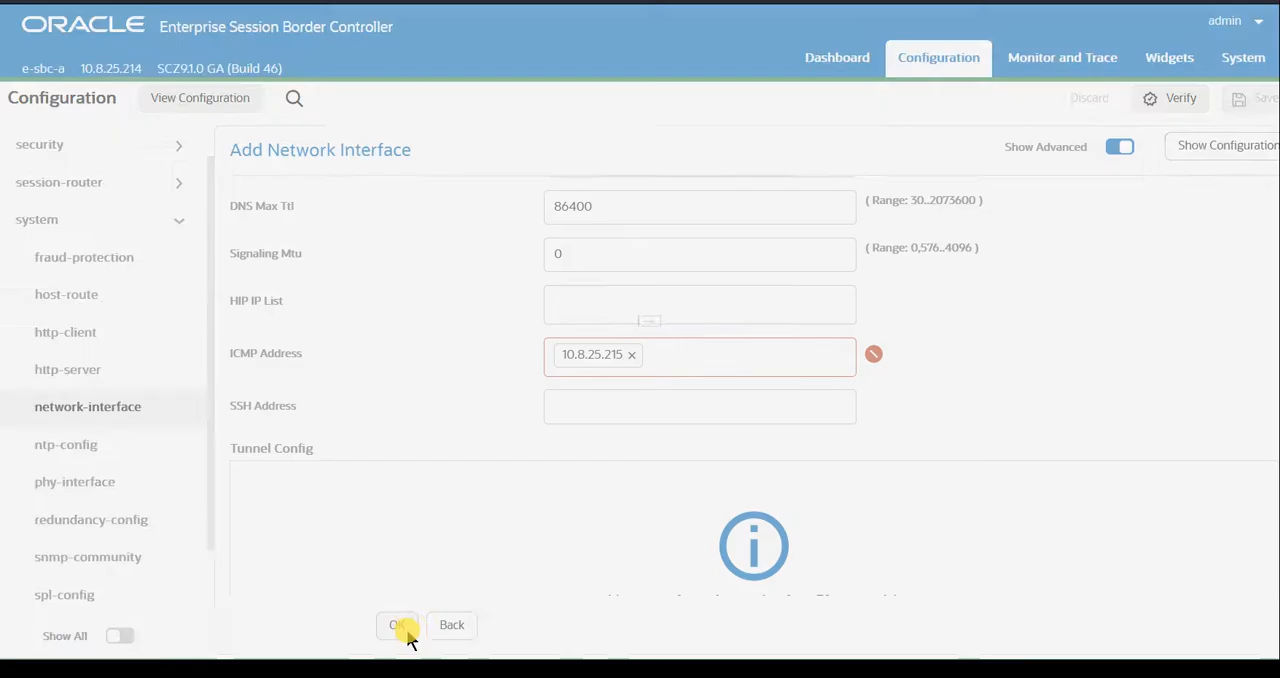 ORACLE Enterprise Session Border Controller
admin
e-sbc-a 10.8.25.214 SCZ9.1.0 GA (Build 46)
Dashboard Configuration Monitor and Trace Widgets System
Configuration View Configuration
Discard Verify Save
security
session-router
system
fraud-protection
host-route
http-client
http-server
network-interface
ntp-config
phy-interface
redundancy-config
snmp-community
spl-config
Show All
Add Network Interface
Show Advanced
Show Configuration
DNS Max Ttl 86400 ( Range: 30..2073600 )
Signaling Mtu 0 ( Range: 0,576..4096 )
HIP IP List
ICMP Address 10.8.25.215 ×
SSH Address
Tunnel Config
OK Back